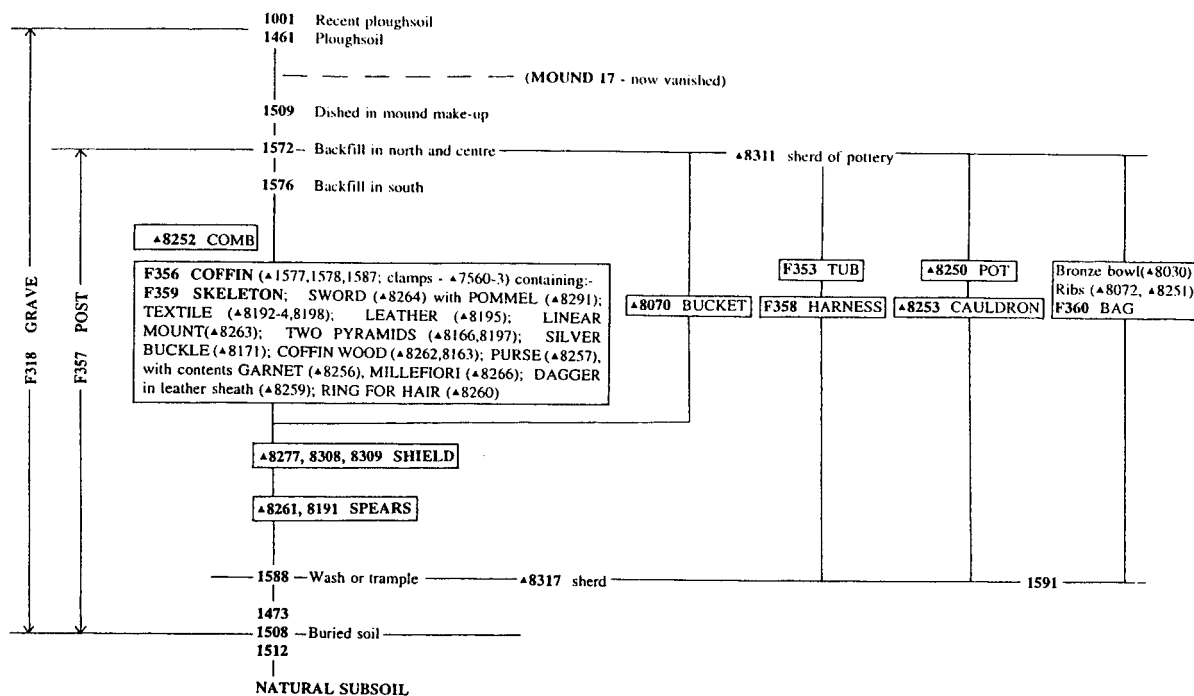 1001 Recent ploughsoil
1461 Ploughsoil
(MOUND 17 - now vanished)
1509 Dished in mound make-up
1572 Backfill in north and centre
▲8311 sherd of pottery
1576 Backfill in south
▲8252 COMB
F356 COFFIN (▲1577,1578,1587; clamps - ▲7560-3) containing:-
F359 SKELETON; SWORD (▲8264) with POMMEL (▲8291);
TEXTILE (▲8192-4,8198); LEATHER (▲8195); LINEAR
MOUNT(▲8263); TWO PYRAMIDS (▲8166,8197); SILVER
BUCKLE (▲8171); COFFIN WOOD (▲8262,8163); PURSE (▲8257),
with contents GARNET (▲8256), MILLEFIORI (▲8266); DAGGER
in leather sheath (▲8259); RING FOR HAIR (▲8260)
▲8070 BUCKET
F353 TUB
F358 HARNESS
▲8250 POT
▲8253 CAULDRON
Bronze bowl(▲8030)
Ribs (▲8072, ▲8251)
F360 BAG
F318 GRAVE
F357 POST
▲8277, 8308, 8309 SHIELD
▲8261, 8191 SPEARS
1588 Wash or trample
▲8317 sherd
1591
1473
1508 Buried soil
1512
NATURAL SUBSOIL